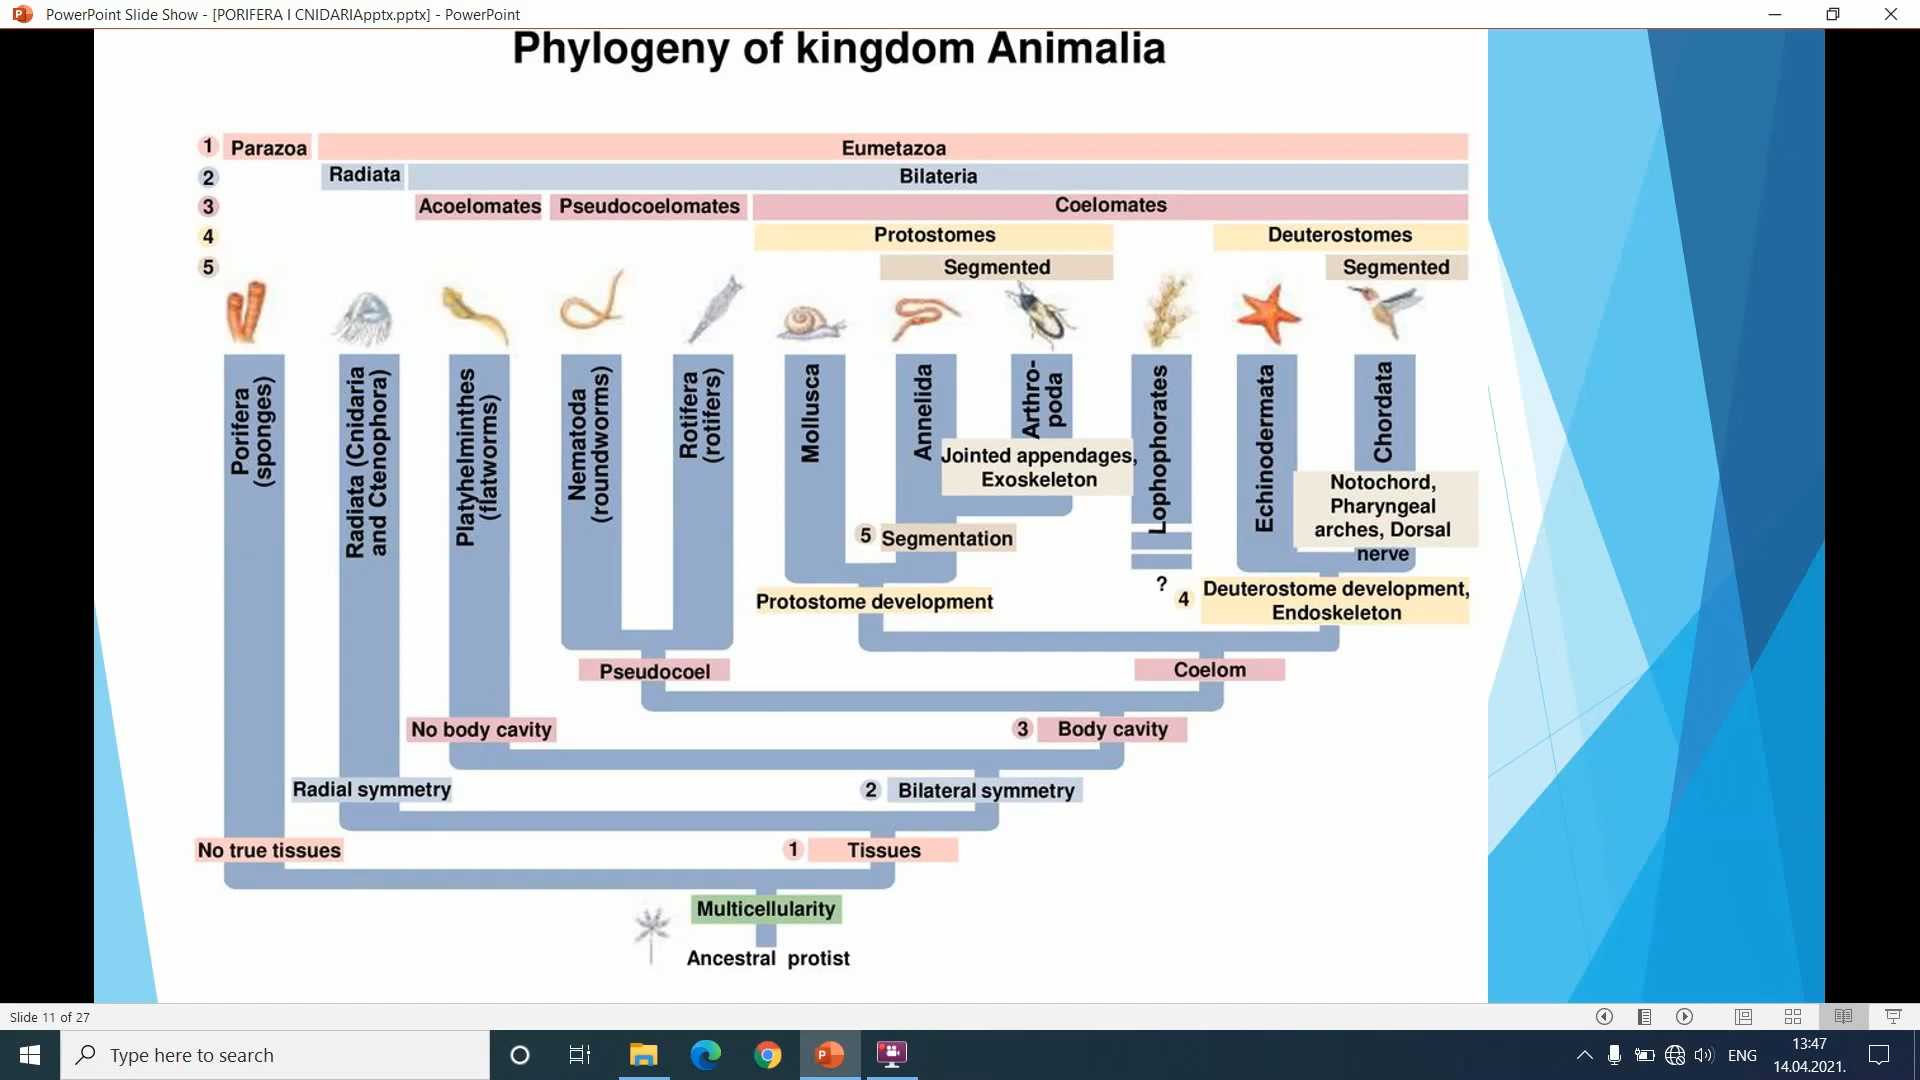 PowerPoint Slide Show - [PORIFERA I CNIDARIApptx.pptx] - PowerPoint
Phylogeny of kingdom Animalia
1 Parazoa Eumetazoa
2 Radiata Bilateria
3 Acoelomates Pseudocoelomates Coelomates
4 Protostomes Deuterostomes
5 Segmented Segmented
Porifera
(sponges)
Radiata (Cnidaria
and Ctenophora)
Platyhelminthes
(flatworms)
Nematoda
(roundworms)
Rotifera
(rotifers)
Mollusca
Annelida
Arthro-
poda
Lophophorates
Echinodermata
Chordata
Jointed appendages,
Exoskeleton
Notochord,
Pharyngeal
arches, Dorsal
nerve
5 Segmentation
?
Protostome development
4 Deuterostome development,
Endoskeleton
Pseudocoel
Coelom
No body cavity
3 Body cavity
Radial symmetry
2 Bilateral symmetry
No true tissues
1 Tissues
Multicellularity
Ancestral protist
Slide 11 of 27
Type here to search
ENG
13:47
14.04.2021.